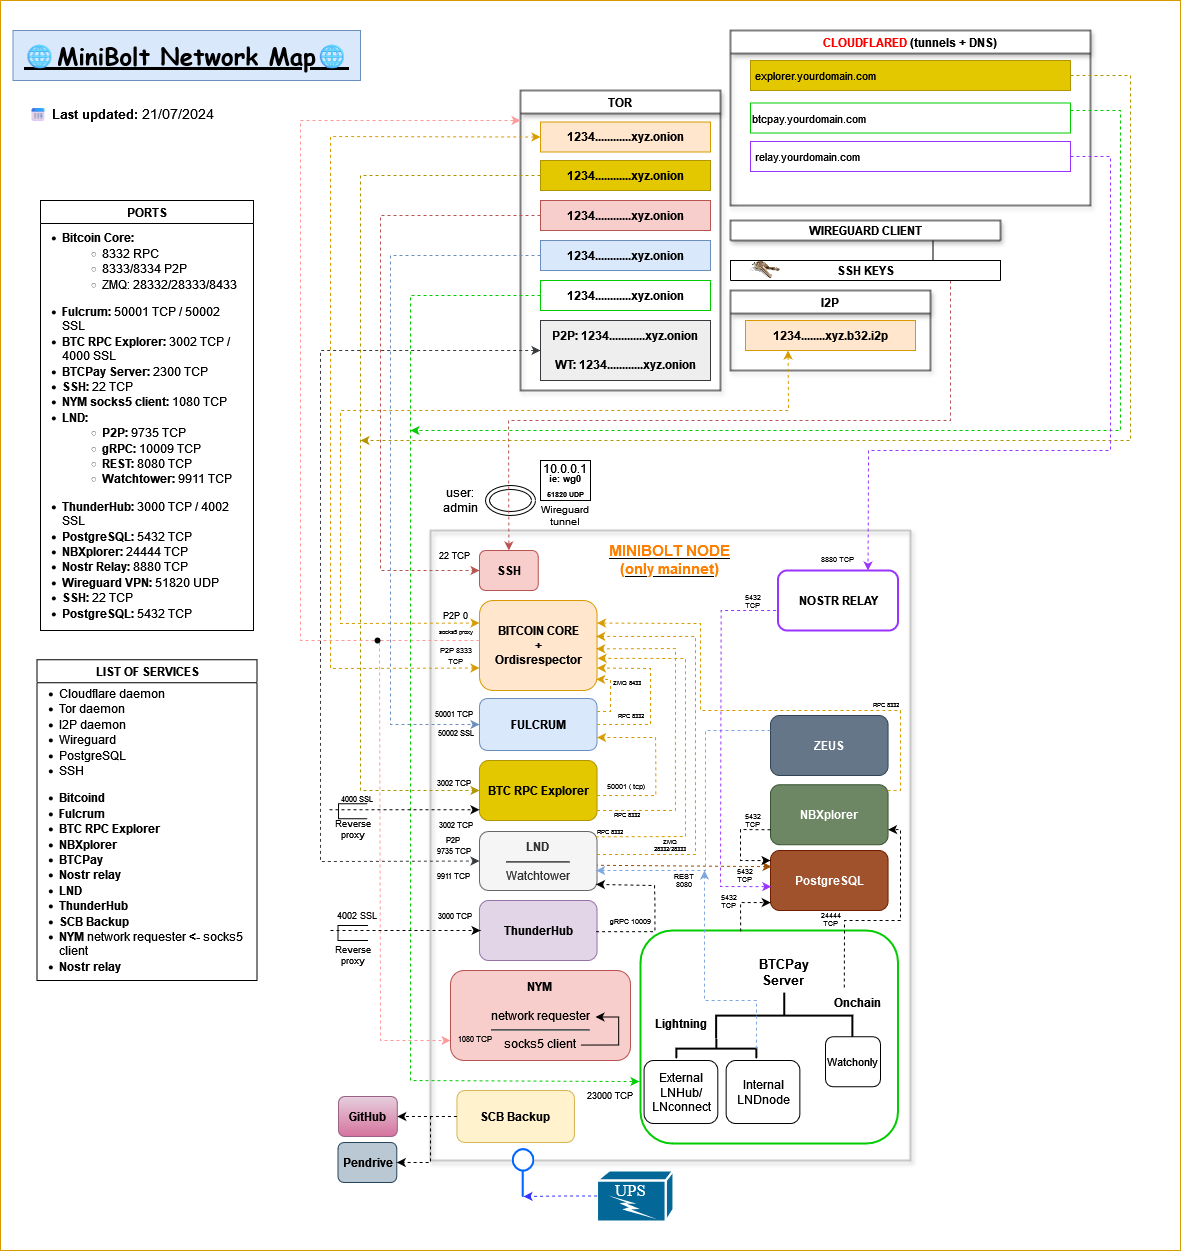 MiniBolt Network Map
Last updated: 21/07/2024
PORTS
Bitcoin Core:
8332 RPC
8333/8334 P2P
ZMQ: 28332/28333/8433
Fulcrum: 50001 TCP / 50002
SSL
BTC RPC Explorer: 3002 TCP /
4000 SSL
BTCPay Server: 2300 TCP
SSH: 22 TCP
NYM socks5 client: 1080 TCP
LND:
P2P: 9735 TCP
gRPC: 10009 TCP
REST: 8080 TCP
Watchtower: 9911 TCP
ThunderHub: 3000 TCP / 4002
SSL
PostgreSQL: 5432 TCP
NBXplorer: 24444 TCP
Nostr Relay: 8880 TCP
Wireguard VPN: 51820 UDP
SSH: 22 TCP
PostgreSQL: 5432 TCP
LIST OF SERVICES
Cloudflare daemon
Tor daemon
I2P daemon
Wireguard
PostgreSQL
SSH
Bitcoind
Fulcrum
BTC RPC Explorer
NBXplorer
BTCPay
Nostr relay
LND
ThunderHub
SCB Backup
NYM network requester <- socks5
client
Nostr relay
TOR
1234............xyz.onion
1234............xyz.onion
1234............xyz.onion
1234............xyz.onion
1234............xyz.onion
P2P: 1234............xyz.onion
WT: 1234............xyz.onion
CLOUDFLARED (tunnels + DNS)
explorer.yourdomain.com
btcpay.yourdomain.com
relay.yourdomain.com
WIREGUARD CLIENT
SSH KEYS
I2P
1234........xyz.b32.i2p
user:
admin
10.0.0.1
ie: wg0
51820 UDP
Wireguard
tunnel
MINIBOLT NODE
(only mainnet)
22 TCP
SSH
8880 TCP
NOSTR RELAY
5432
TCP
P2P 0
socks5 proxy
P2P 8333
TCP
BITCOIN CORE
+
Ordisrespector
ZMQ 8433
RPC 8332
RPC 8332
50001 TCP
50002 SSL
FULCRUM
ZEUS
3002 TCP
BTC RPC Explorer
50001 ( tcp)
RPC 8332
4000 SSL
Reverse
proxy
3002 TCP
NBXplorer
5432
TCP
P2P
9735 TCP
9911 TCP
LND
Watchtower
RPC 8332
ZMQ
28332/28333
REST
8080
5432
TCP
PostgreSQL
5432
TCP
4002 SSL
Reverse
proxy
3000 TCP
ThunderHub
gRPC 10009
24444
TCP
NYM
network requester
1080 TCP
socks5 client
BTCPay
Server
Onchain
Lightning
Watchonly
External
LNHub/
LNconnect
Internal
LNDnode
23000 TCP
GitHub
SCB Backup
Pendrive
UPS